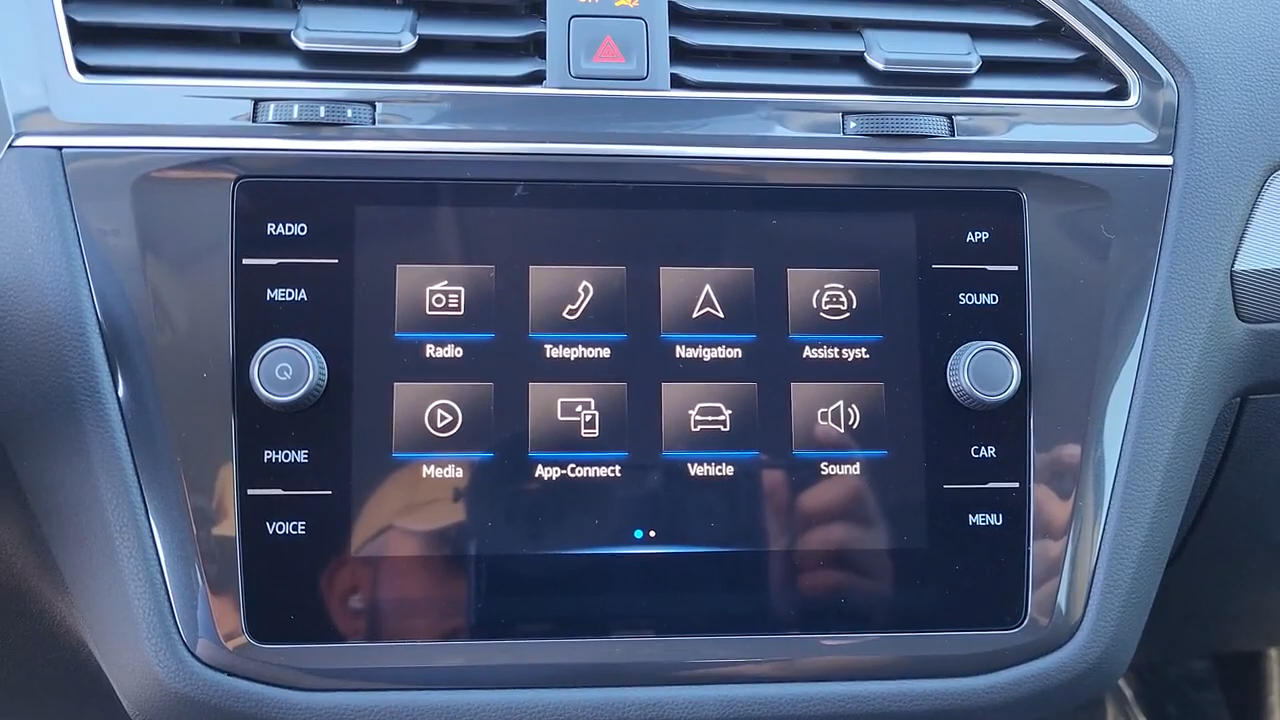 RADIO
MEDIA
PHONE
VOICE
Radio
Telephone
Navigation
Assist syst.
Media
App-Connect
Vehicle
Sound
APP
SOUND
CAR
MENU